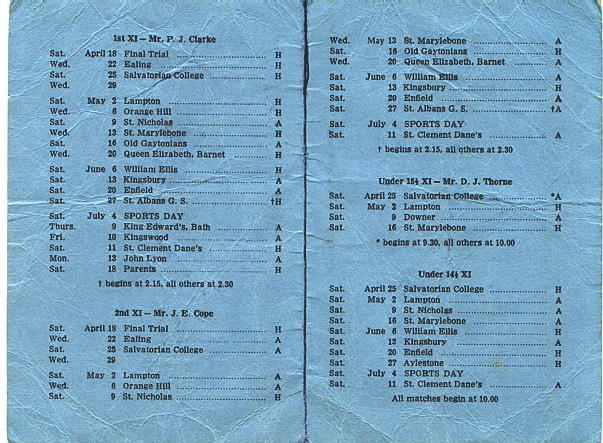 1st XI – Mr. P. J. Clarke
Sat. April 18 Final Trial H
Wed. 22 Ealing H
Sat. 25 Salvatorian College H
Wed. 29
Sat. May 2 Lampton H
Wed. 6 Orange Hill H
Sat. 9 St. Nicholas A
Wed. 13 St. Marylebone H
Sat. 16 Old Gaytonians A
Wed. 20 Queen Elizabeth, Barnet H
Sat. June 6 William Ellis H
Sat. 13 Kingsbury A
Sat. 20 Enfield A
Sat. 27 St. Albans G. S. †H
Sat. July 4 SPORTS DAY
Thurs. 9 King Edward's, Bath A
Fri. 10 Kingswood A
Sat. 11 St. Clement Dane's H
Mon. 13 John Lyon A
Sat. 18 Parents H
† begins at 2.15, all others at 2.30
2nd XI – Mr. J. E. Cope
Sat. April 18 Final Trial H
Wed. 22 Ealing A
Sat. 25 Salvatorian College A
Wed. 29
Sat. May 2 Lampton A
Wed. 6 Orange Hill A
Sat. 9 St. Nicholas H
Wed. May 13 St. Marylebone A
Sat. 16 Old Gaytonians H
Wed. 20 Queen Elizabeth, Barnet A
Sat. June 6 William Ellis A
Sat. 13 Kingsbury H
Sat. 20 Enfield A
Sat. 27 St. Albans G. S. †A
Sat. July 4 SPORTS DAY
Sat. 11 St. Clement Dane's A
† begins at 2.15, all others at 2.30
Under 15½ XI – Mr. D. J. Thorne
Sat. April 25 Salvatorian College *A
Sat. May 2 Lampton H
Sat. 9 Downer A
Sat. 16 St. Marylebone H
* begins at 9.30, all others at 10.00
Under 14½ XI
Sat. April 25 Salvatorian College H
Sat. May 2 Lampton A
Sat. 9 St. Nicholas A
Sat. 16 St. Marylebone A
Sat. June 6 William Ellis H
Sat. 13 Kingsbury A
Sat. 20 Enfield H
Sat. 27 Aylestone H
Sat. July 4 SPORTS DAY
Sat. 11 St. Clement Dane's A
All matches begin at 10.00